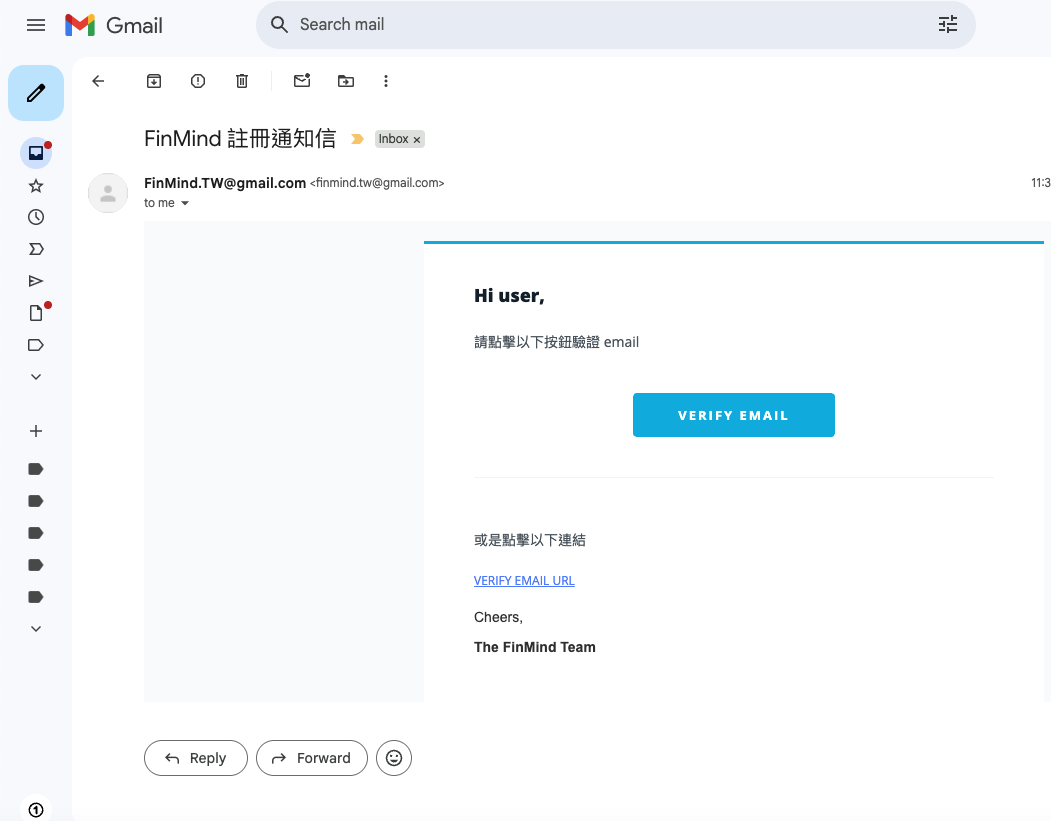 Gmail
Search mail
FinMind 註冊通知信
Inbox ×
FinMind.TW@gmail.com <finmind.tw@gmail.com>
11:3
to me
Hi user,
請點擊以下按鈕驗證 email
VERIFY EMAIL
或是點擊以下連結
VERIFY EMAIL URL
Cheers,
The FinMind Team
Reply
Forward
1